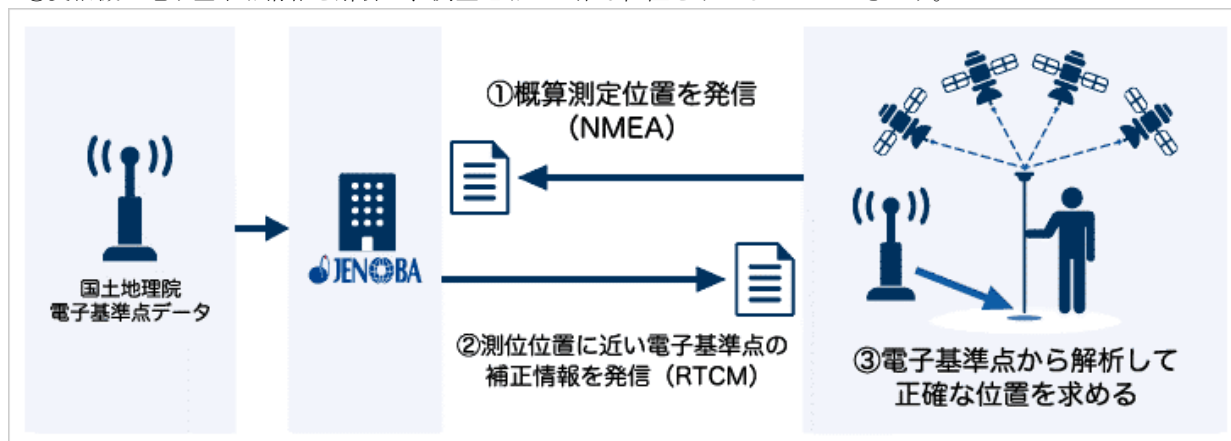 ①概算測定位置を発信
（NMEA）
国土地理院
電子基準点データ
JENOBA
②測位位置に近い電子基準点の
補正情報を発信（RTCM）
③電子基準点から解析して
正確な位置を求める